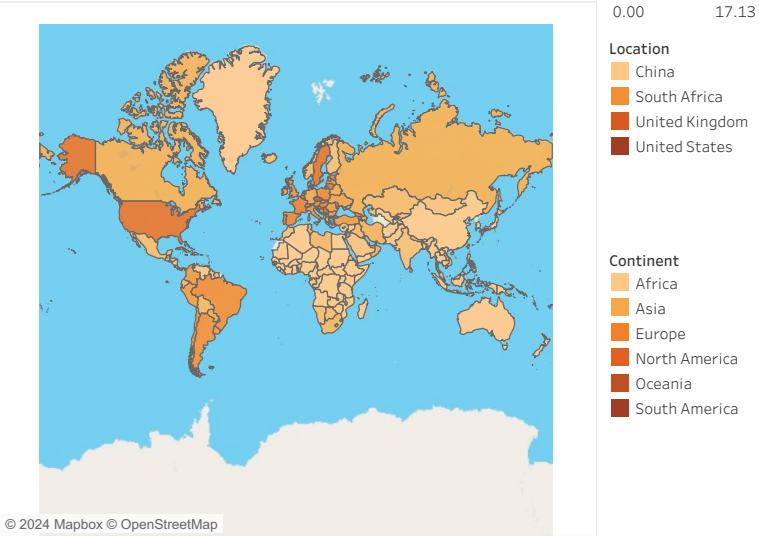 0.00 17.13
Location
China
South Africa
United Kingdom
United States
Continent
Africa
Asia
Europe
North America
Oceania
South America
© 2024 Mapbox © OpenStreetMap